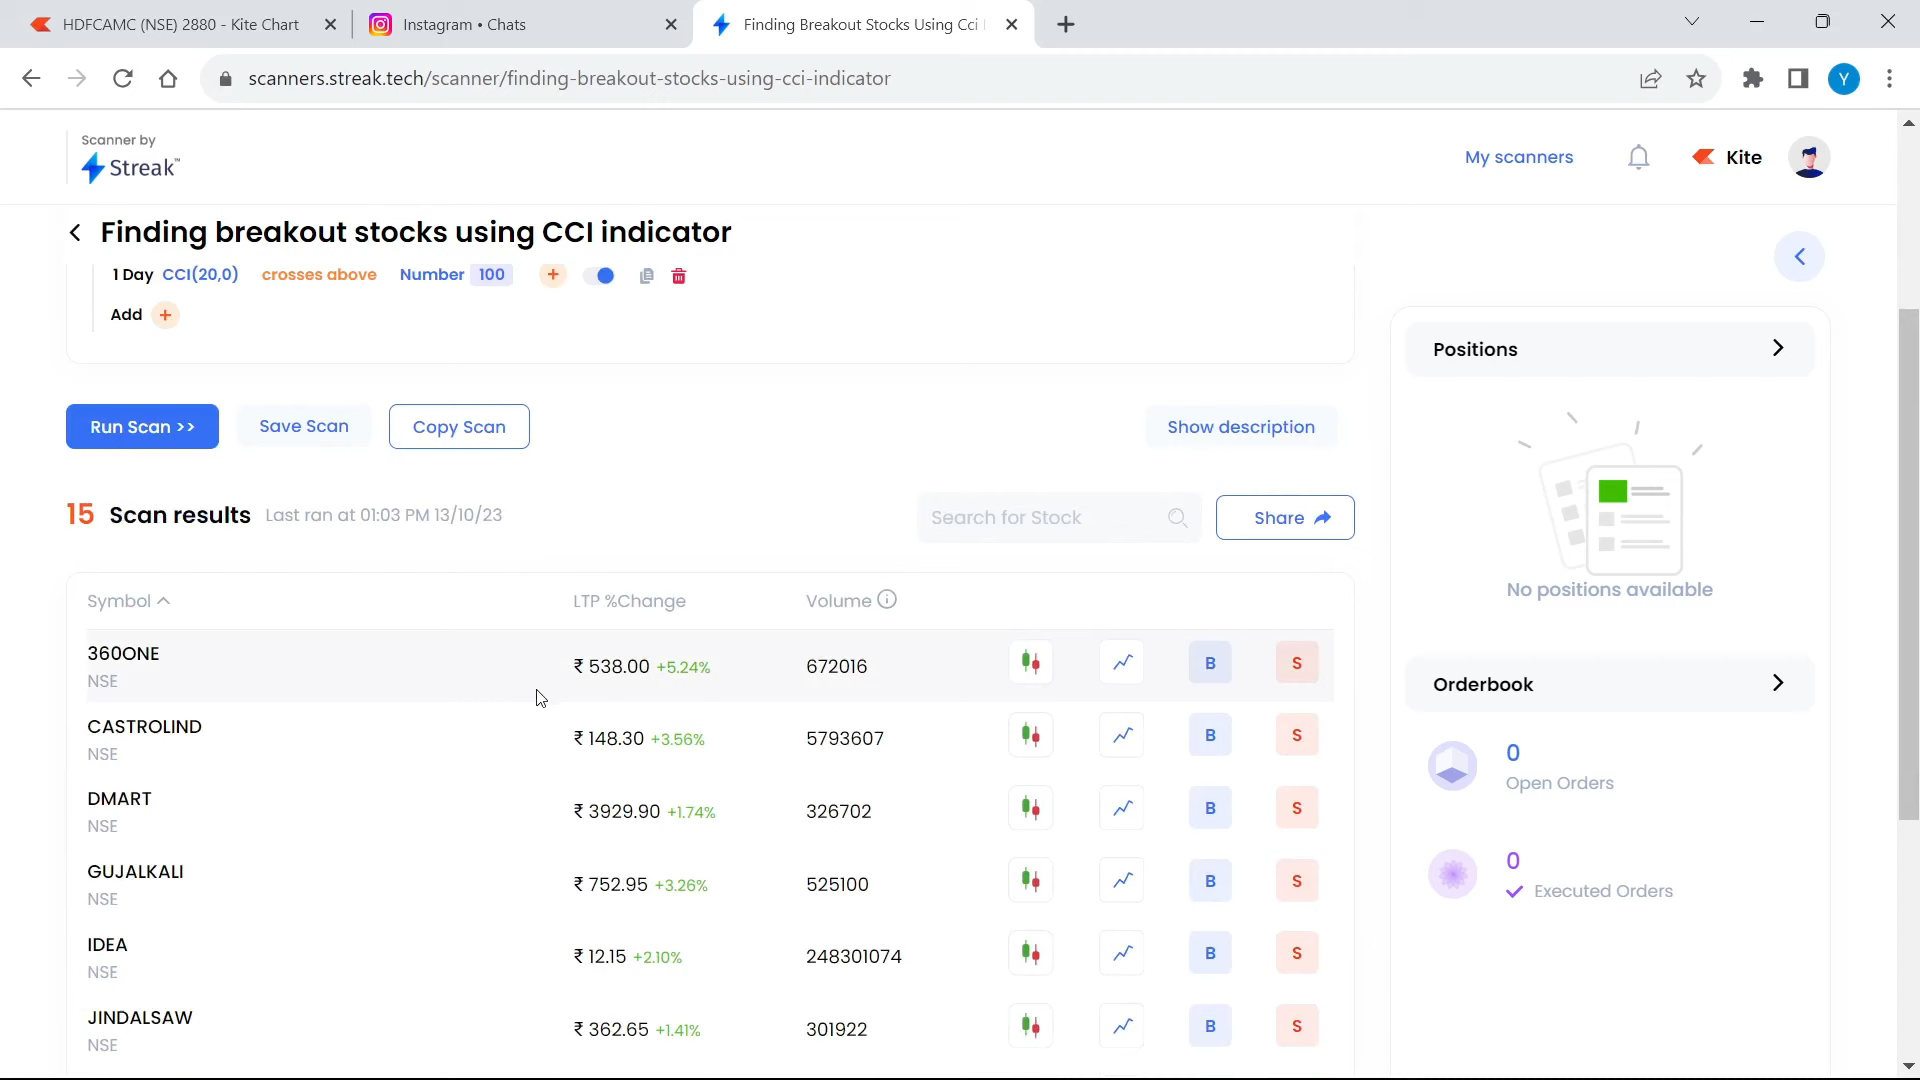 HDFCAMC (NSE) 2880 - Kite Chart
Instagram • Chats
Finding Breakout Stocks Using Cci
scanners.streak.tech/scanner/finding-breakout-stocks-using-cci-indicator
Y
Scanner by
Streak™
My scanners
Kite
Finding breakout stocks using CCI indicator
1 Day CCI(20,0) crosses above Number 100 +
Add +
Run Scan >>
Save Scan
Copy Scan
Show description
15 Scan results Last ran at 01:03 PM 13/10/23
Search for Stock
Share
Symbol LTP %Change Volume
360ONE
NSE
₹ 538.00 +5.24% 672016 B S
CASTROLIND
NSE
₹ 148.30 +3.56% 5793607 B S
DMART
NSE
₹ 3929.90 +1.74% 326702 B S
GUJALKALI
NSE
₹ 752.95 +3.26% 525100 B S
IDEA
NSE
₹ 12.15 +2.10% 248301074 B S
JINDALSAW
NSE
₹ 362.65 +1.41% 301922 B S
Positions
No positions available
Orderbook
0
Open Orders
0
Executed Orders